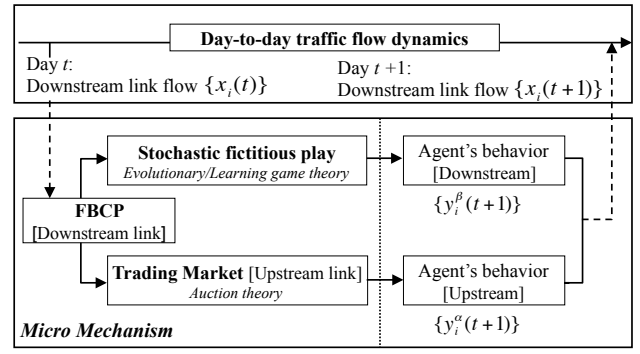 Day-to-day traffic flow dynamics
Day t:
Downstream link flow {x_i(t)}
Day t +1:
Downstream link flow {x_i(t+1)}
Stochastic fictitious play
Evolutionary/Learning game theory
Agent's behavior
[Downstream]
{y_i^β(t+1)}
FBCP
[Downstream link]
Trading Market [Upstream link]
Auction theory
Agent's behavior
[Upstream]
{y_i^α(t+1)}
Micro Mechanism